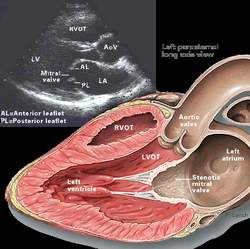 RVOT
AoV
LV
Mitral
valve
AL
PL
LA
AL=Anterior leaflet
PL=Posterior leaflet
Left parasternal
long axis view
RVOT
Aortic
valve
LVOT
Left
atrium
Left
ventricle
Stenotic
mitral
valve